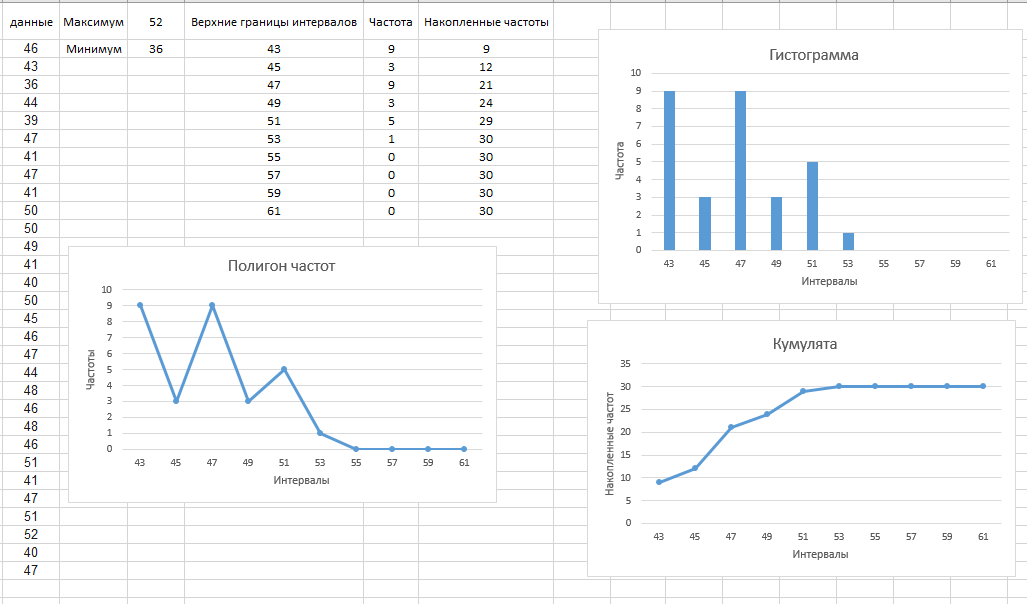 данные Максимум 52 Верхние границы интервалов Частота Накопленные частоты
46 Минимум 36 43 9 9
43 45 3 12
36 47 9 21
44 49 3 24
39 51 5 29
47 53 1 30
41 55 0 30
47 57 0 30
41 59 0 30
50 61 0 30
50
49
41
40
50
45
46
47
44
48
46
48
46
51
41
47
51
52
40
47
Гистограмма
Частота
10
9
8
7
6
5
4
3
2
1
0
43 45 47 49 51 53 55 57 59 61
Интервалы
Полигон частот
Частоты
10
9
8
7
6
5
4
3
2
1
0
43 45 47 49 51 53 55 57 59 61
Интервалы
Кумулята
Накопленные частот
35
30
25
20
15
10
5
0
43 45 47 49 51 53 55 57 59 61
Интервалы